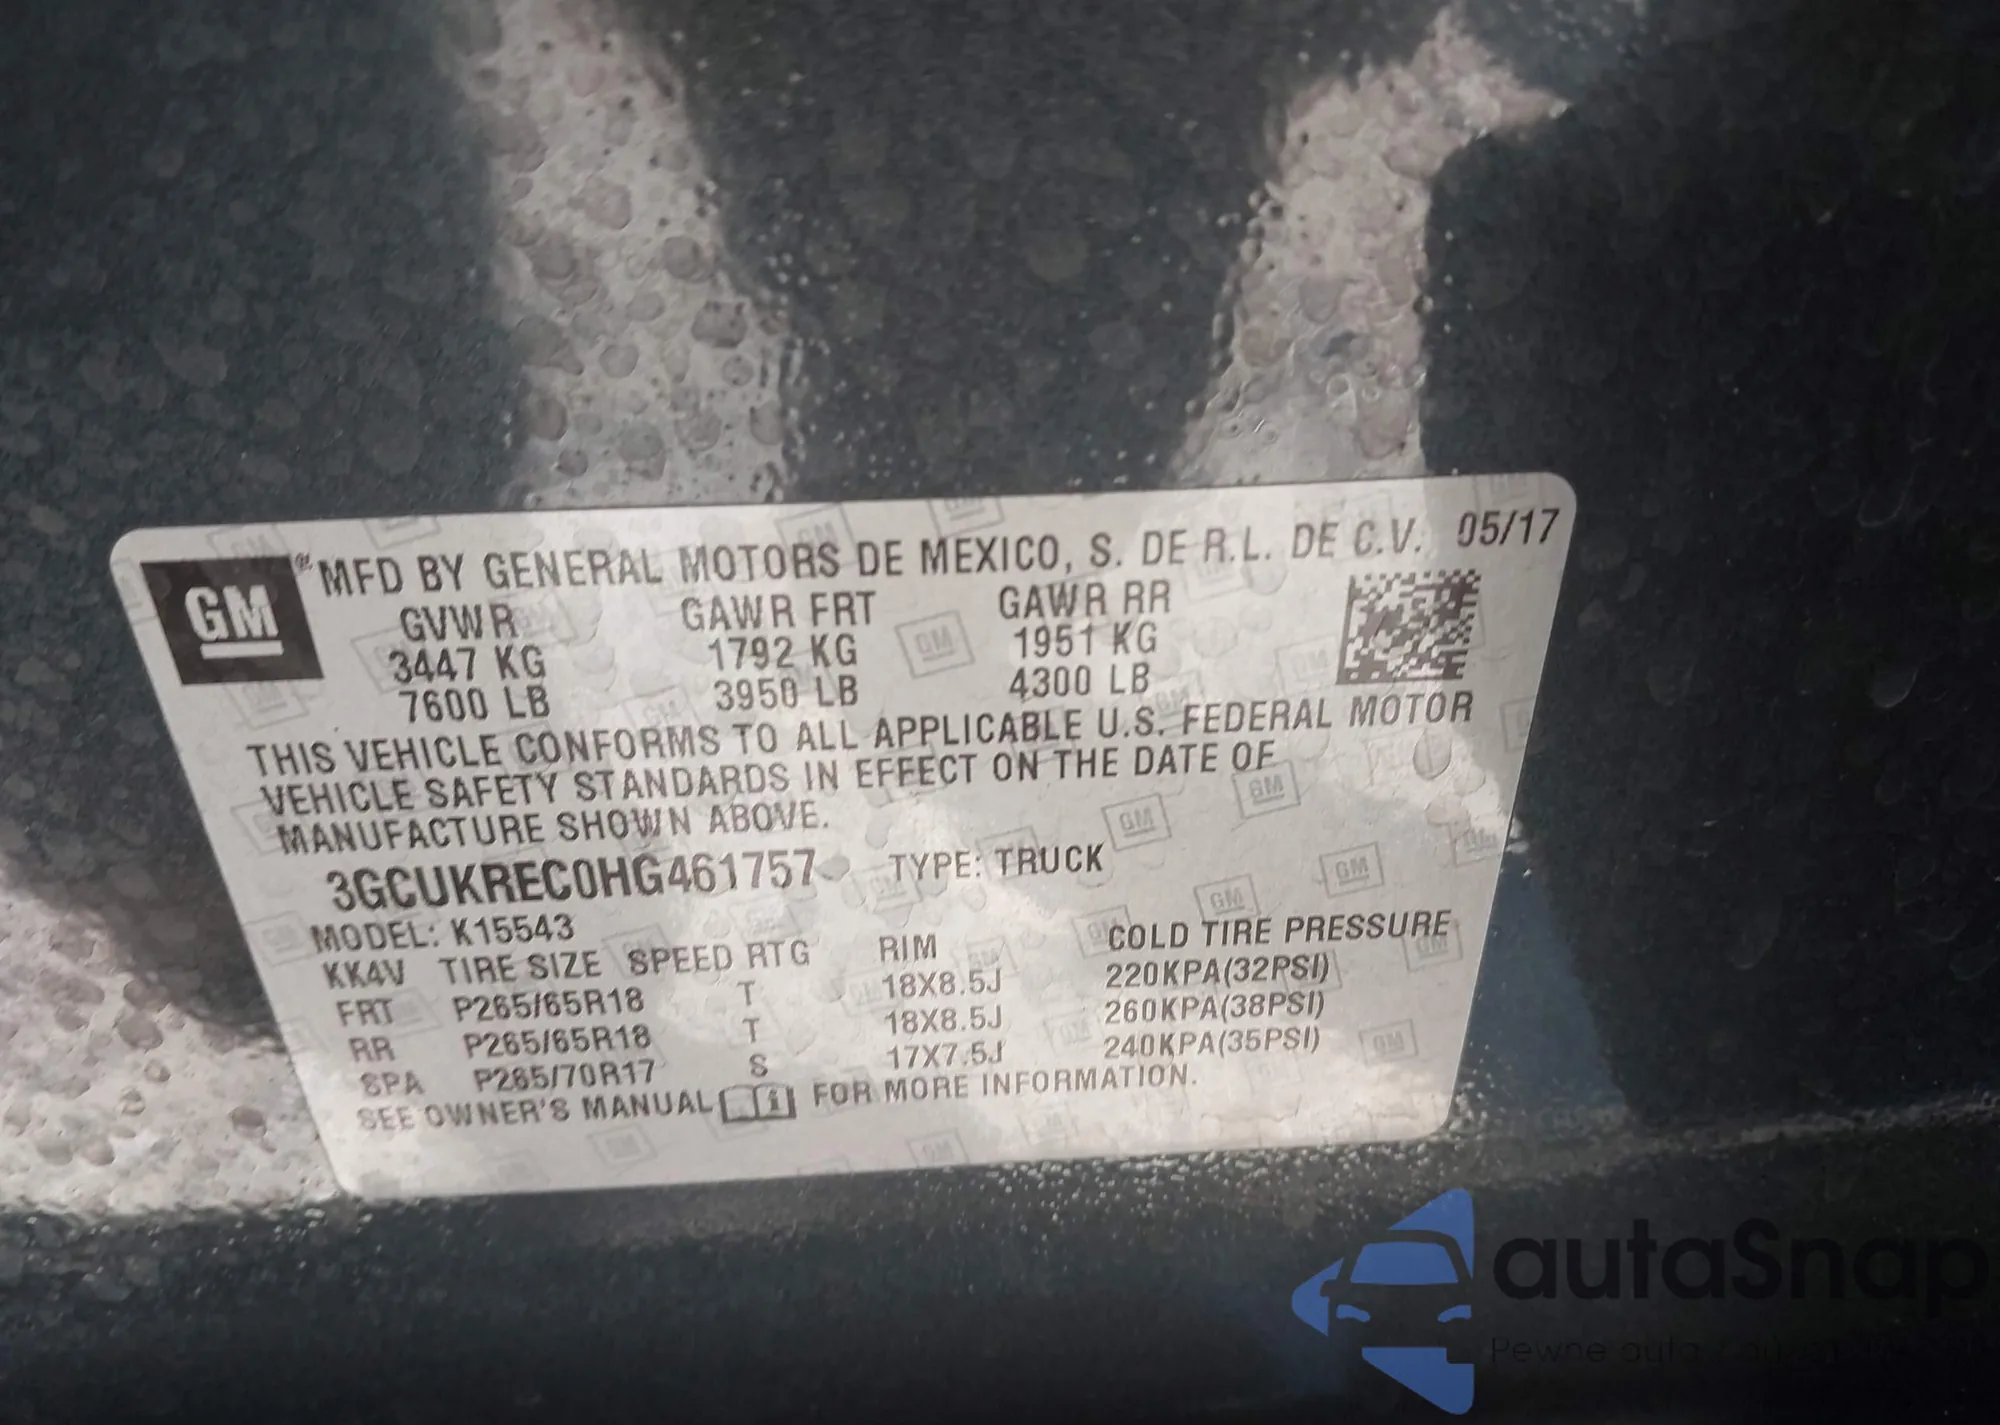 GM ® MFD BY GENERAL MOTORS DE MEXICO, S. DE R.L. DE C.V. 05/17
GVWR GAWR FRT GAWR RR
3447 KG 1792 KG 1951 KG
7600 LB 3950 LB 4300 LB
THIS VEHICLE CONFORMS TO ALL APPLICABLE U.S. FEDERAL MOTOR
VEHICLE SAFETY STANDARDS IN EFFECT ON THE DATE OF
MANUFACTURE SHOWN ABOVE.
3GCUKREC0HG461757 TYPE: TRUCK
MODEL: K15543
KK4V TIRE SIZE SPEED RTG RIM COLD TIRE PRESSURE
FRT P265/65R18 T 18X8.5J 220KPA(32PSI)
RR P265/65R18 T 18X8.5J 260KPA(38PSI)
SPA P265/70R17 S 17X7.5J 240KPA(35PSI)
SEE OWNER'S MANUAL FOR MORE INFORMATION.
autaSnap
Pewne auta